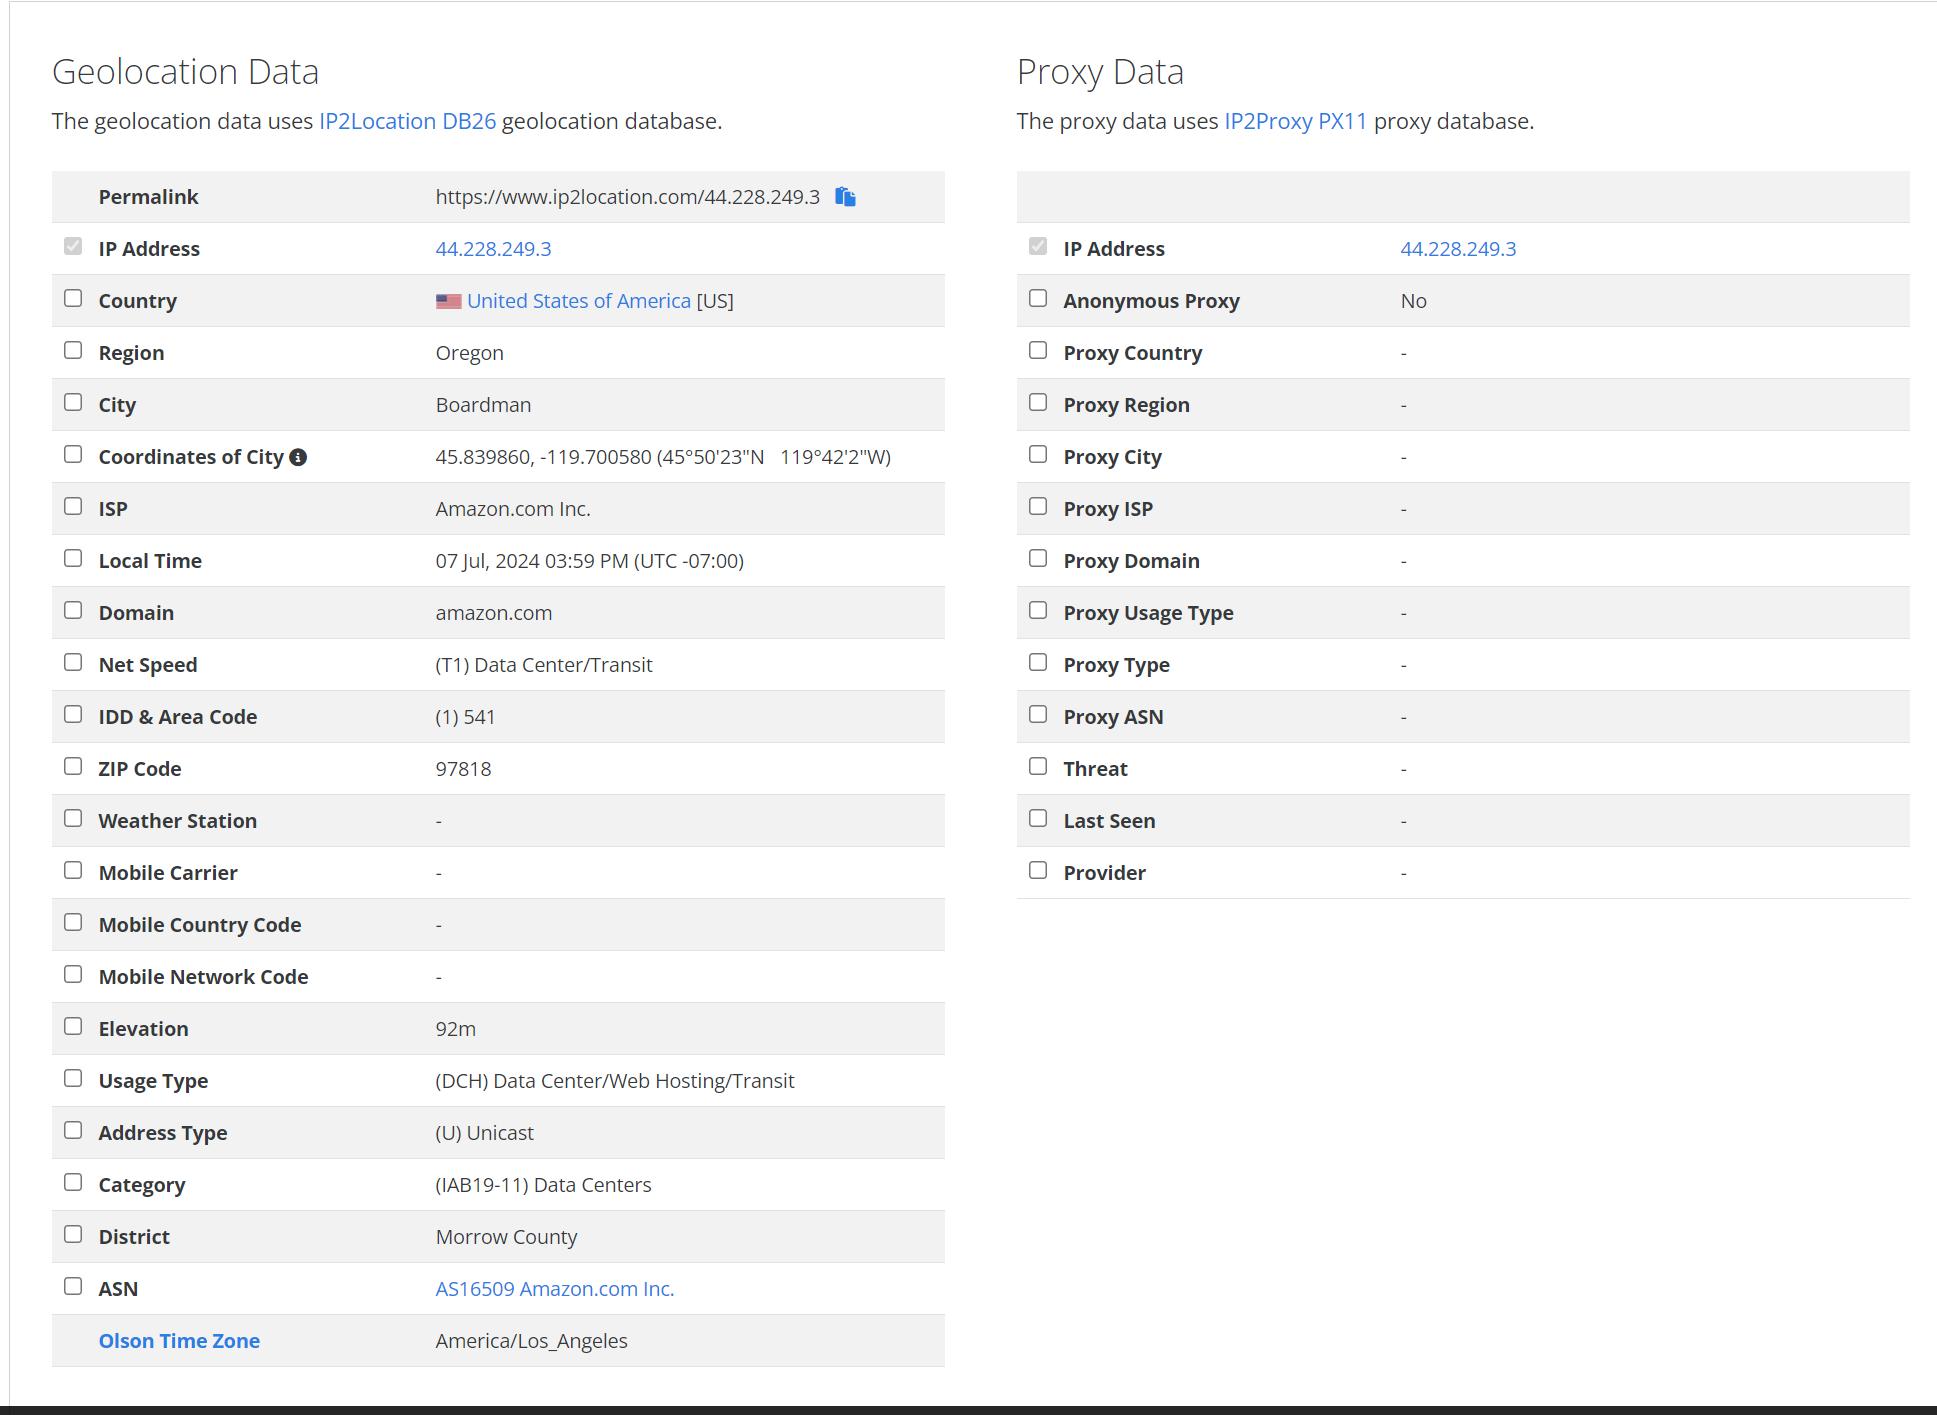 Geolocation Data
The geolocation data uses IP2Location DB26 geolocation database.
Permalink https://www.ip2location.com/44.228.249.3
IP Address 44.228.249.3
Country United States of America [US]
Region Oregon
City Boardman
Coordinates of City 45.839860, -119.700580 (45°50'23"N 119°42'2"W)
ISP Amazon.com Inc.
Local Time 07 Jul, 2024 03:59 PM (UTC -07:00)
Domain amazon.com
Net Speed (T1) Data Center/Transit
IDD & Area Code (1) 541
ZIP Code 97818
Weather Station -
Mobile Carrier -
Mobile Country Code -
Mobile Network Code -
Elevation 92m
Usage Type (DCH) Data Center/Web Hosting/Transit
Address Type (U) Unicast
Category (IAB19-11) Data Centers
District Morrow County
ASN AS16509 Amazon.com Inc.
Olson Time Zone America/Los_Angeles
Proxy Data
The proxy data uses IP2Proxy PX11 proxy database.
IP Address 44.228.249.3
Anonymous Proxy No
Proxy Country -
Proxy Region -
Proxy City -
Proxy ISP -
Proxy Domain -
Proxy Usage Type -
Proxy Type -
Proxy ASN -
Threat -
Last Seen -
Provider -